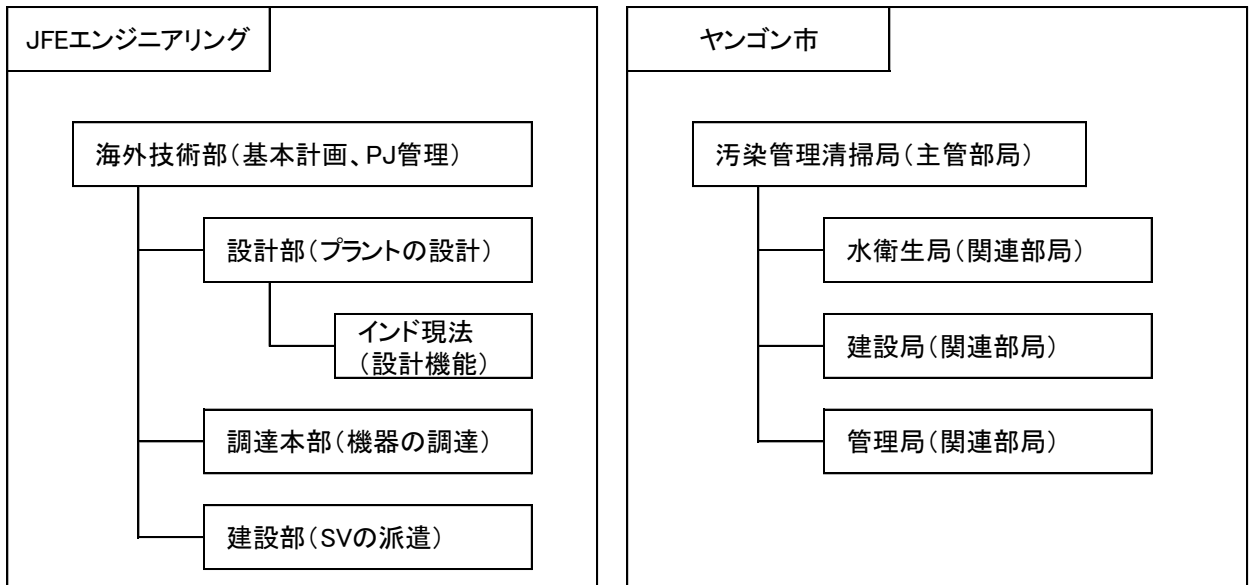 JFEエンジニアリング
海外技術部（基本計画、PJ管理）
設計部（プラントの設計）
インド現法
（設計機能）
調達本部（機器の調達）
建設部（SVの派遣）
ヤンゴン市
汚染管理清掃局（主管部局）
水衛生局（関連部局）
建設局（関連部局）
管理局（関連部局）